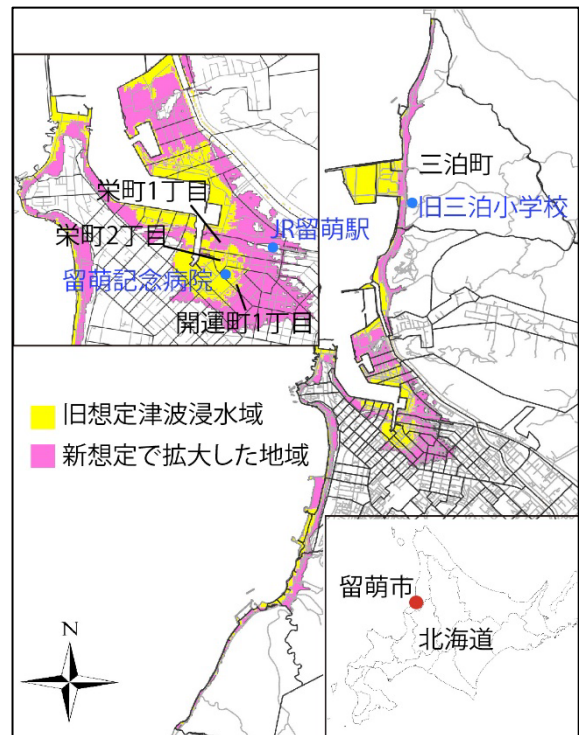 三泊町
旧三泊小学校
栄町1丁目
JR留萌駅
栄町2丁目
留萌記念病院
開運町1丁目
旧想定津波浸水域
新想定で拡大した地域
留萌市
北海道
N